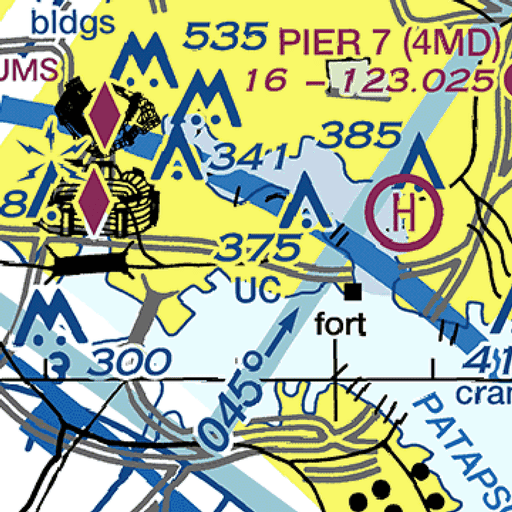 bldgs
535
PIER 7 (4MD)
UMS
16 – 123.025
385
341
8
H
375
UC
fort
300
41
cran
045°
PATAPS